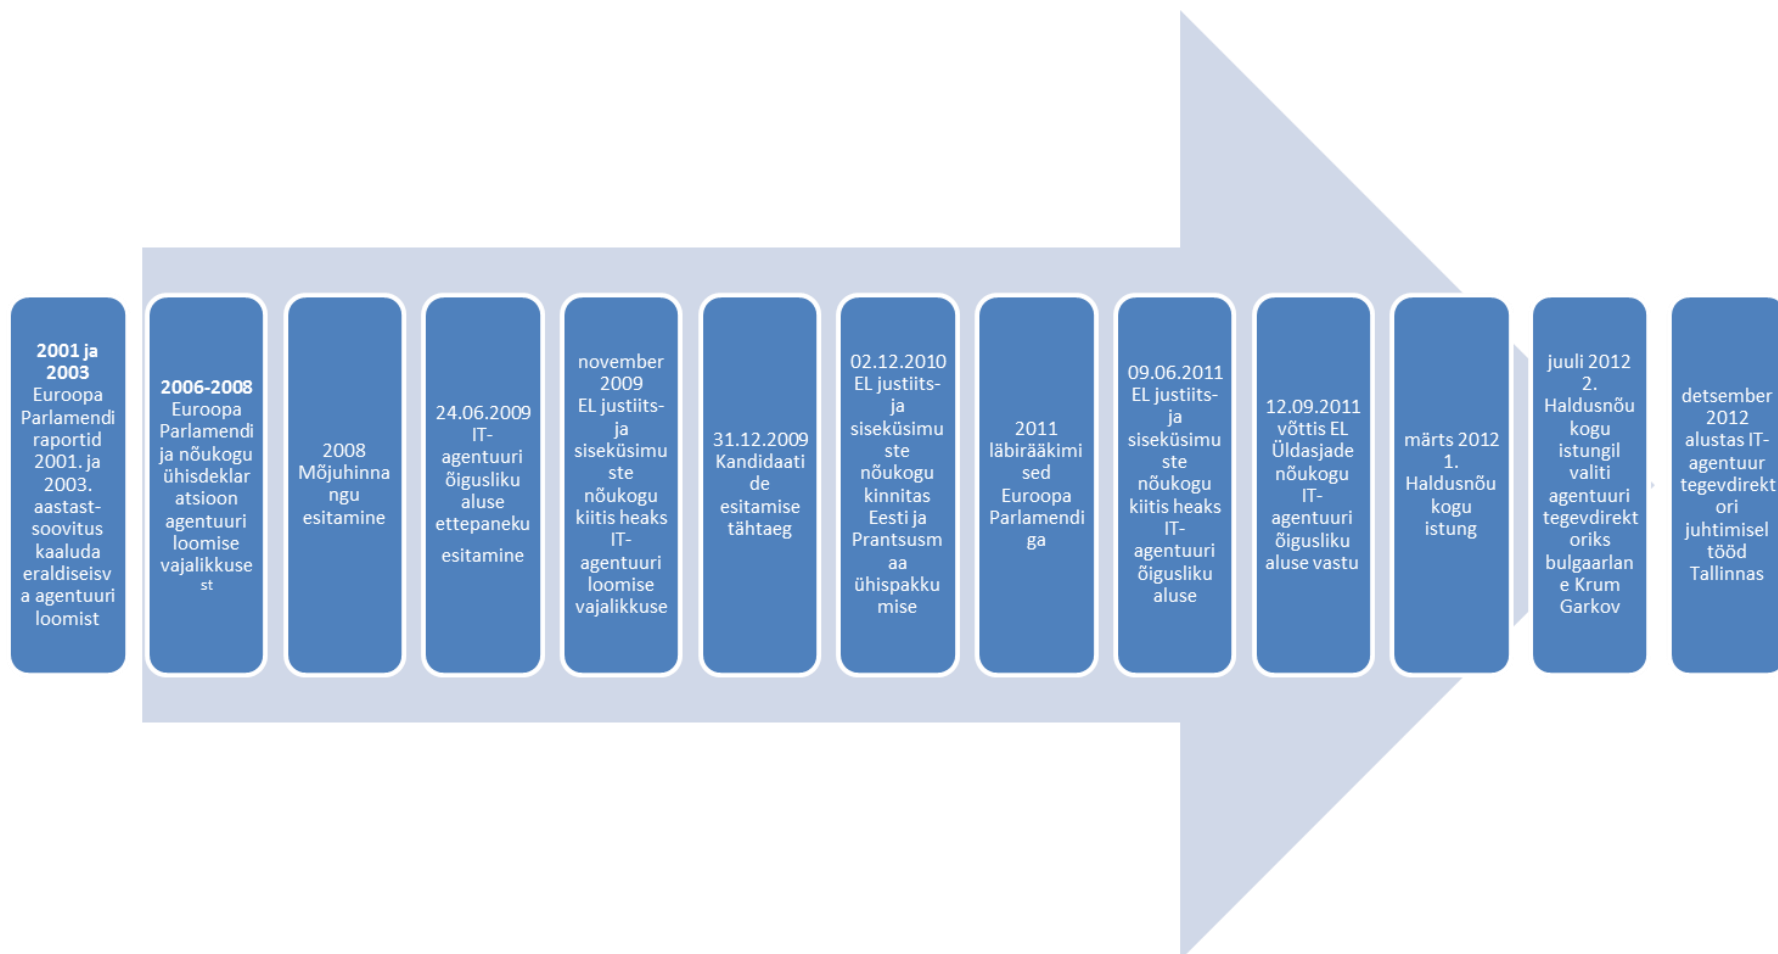 2001 ja
2003
Euroopa
Parlamendi
raportid
2001. ja
2003.
aastast-
soovitus
kaaluda
eraldiseisv
a agentuuri
loomist
2006-2008
Euroopa
Parlamendi
ja nõukogu
ühisdeklar
atsioon
agentuuri
loomise
vajalikkuse
st
2008
Mõjuhinna
ngu
esitamine
24.06.2009
IT-
agentuuri
õigusliku
aluse
ettepaneku
esitamine
november
2009
EL justiits-
ja
siseküsimu
ste
nõukogu
kiitis heaks
IT-
agentuuri
loomise
vajalikkuse
31.12.2009
Kandidaati
de
esitamise
tähtaeg
02.12.2010
EL justiits-
ja
siseküsimu
ste
nõukogu
kinnitas
Eesti ja
Prantsusm
aa
ühispakku
mise
2011
läbirääkimi
sed
Euroopa
Parlamendi
ga
09.06.2011
EL justiits-
ja
siseküsimu
ste
nõukogu
kiitis heaks
IT-
agentuuri
õigusliku
aluse
12.09.2011
võttis EL
Üldasjade
nõukogu
IT-
agentuuri
õigusliku
aluse vastu
märts 2012
1.
Haldusnõu
kogu
istung
juuli 2012
2.
Haldusnõu
kogu
istungil
valiti
agentuuri
tegevdirekt
oriks
bulgaarlan
e Krum
Garkov
detsember
2012
alustas IT-
agentuur
tegevdirekt
ori
juhtimisel
tööd
Tallinnas